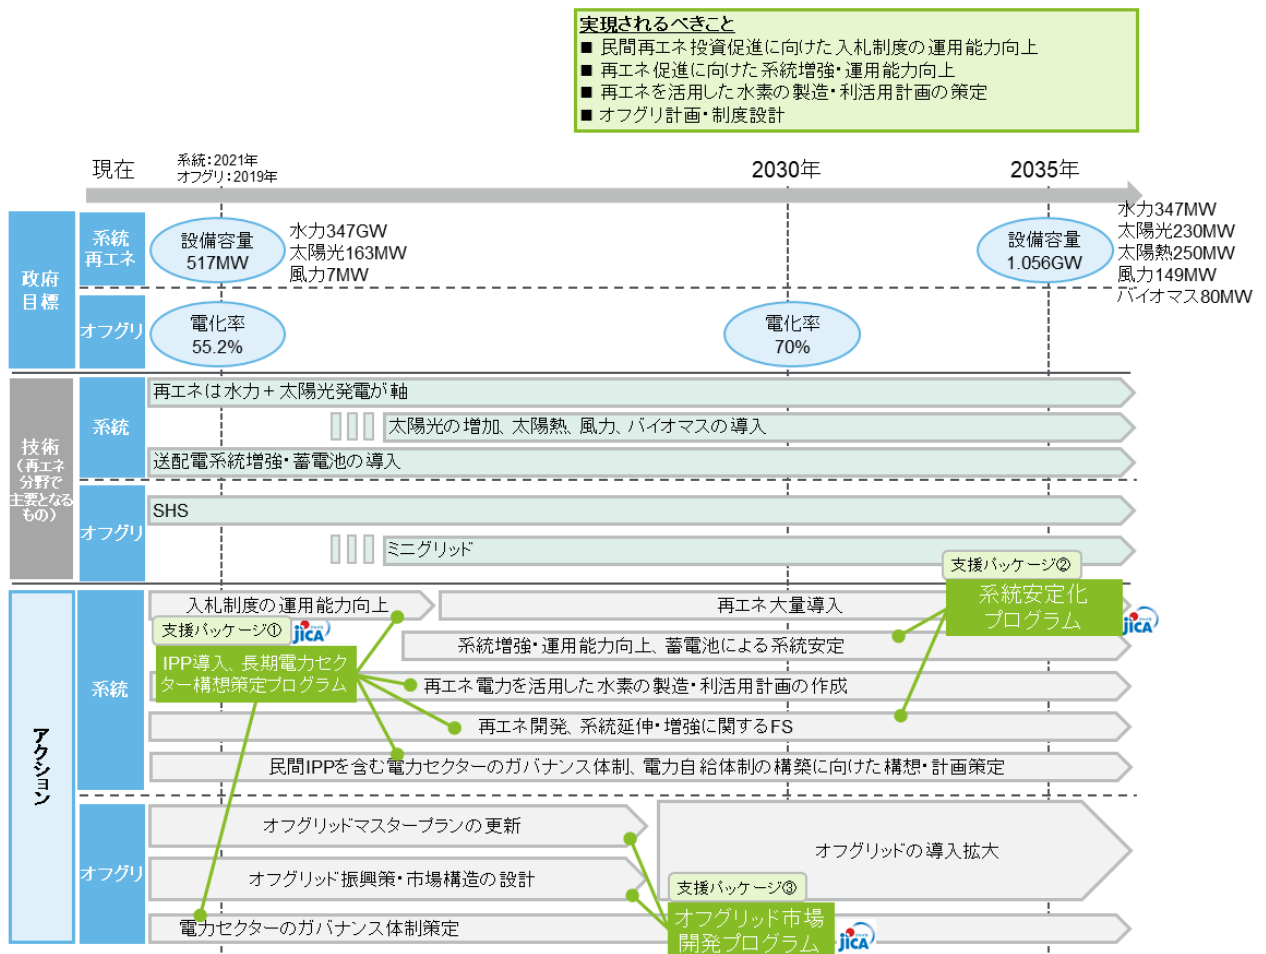 実現されるべきこと
■ 民間再エネ投資促進に向けた入札制度の運用能力向上
■ 再エネ促進に向けた系統増強・運用能力向上
■ 再エネを活用した水素の製造・利活用計画の策定
■ オフグリ計画・制度設計
現在
系統：2021年
オフグリ：2019年
2030年
2035年
政府
目標
系統
再エネ
設備容量
517MW
水力347GW
太陽光163MW
風力7MW
設備容量
1.056GW
水力347MW
太陽光230MW
太陽熱250MW
風力149MW
バイオマス80MW
オフグリ
電化率
55.2%
電化率
70%
技術
（再エネ
分野で
主要となる
もの）
系統
再エネは水力＋太陽光発電が軸
太陽光の増加、太陽熱、風力、バイオマスの導入
送配電系統増強・蓄電池の導入
オフグリ
SHS
ミニグリッド
アクション
系統
入札制度の運用能力向上
再エネ大量導入
支援パッケージ②
系統安定化
プログラム
JICA
支援パッケージ①
JICA
IPP導入、長期電力セク
ター構想策定プログラム
系統増強・運用能力向上、蓄電池による系統安定
再エネ電力を活用した水素の製造・利活用計画の作成
再エネ開発、系統延伸・増強に関するFS
民間IPPを含む電力セクターのガバナンス体制、電力自給体制の構築に向けた構想・計画策定
オフグリ
オフグリッドマスタープランの更新
オフグリッド振興策・市場構造の設計
オフグリッドの導入拡大
支援パッケージ③
オフグリッド市場
開発プログラム
JICA
電力セクターのガバナンス体制策定